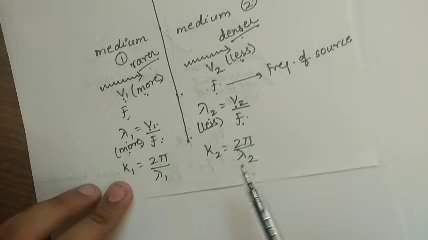 medium
① rarer
V₁ (more)
f
λ₁ = V₁/f
(more)
K₁ = 2π/λ₁
medium ②
denser
V₂ (less)
f → Freq. of source
λ₂ = V₂/f
(less)
K₂ = 2π/λ₂